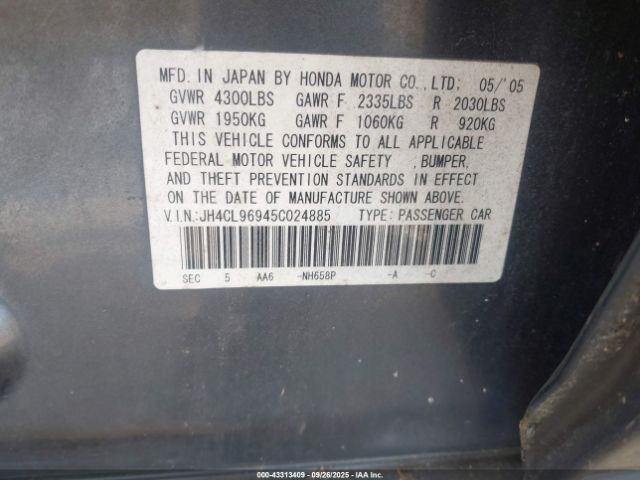 MFD. IN JAPAN BY HONDA MOTOR CO., LTD: 05/'05
GVWR 4300LBS GAWR F 2335LBS R 2030LBS
GVWR 1950KG GAWR F 1060KG R 920KG
THIS VEHICLE CONFORMS TO ALL APPLICABLE
FEDERAL MOTOR VEHICLE SAFETY ,BUMPER,
AND THEFT PREVENTION STANDARDS IN EFFECT
ON THE DATE OF MANUFACTURE SHOWN ABOVE.
V.I.N.:JH4CL96945C024885 TYPE: PASSENGER CAR
SEC 5 AA6 -NH658P -A -C
©-43313409 - 09/26/2025 - IAA Corp.